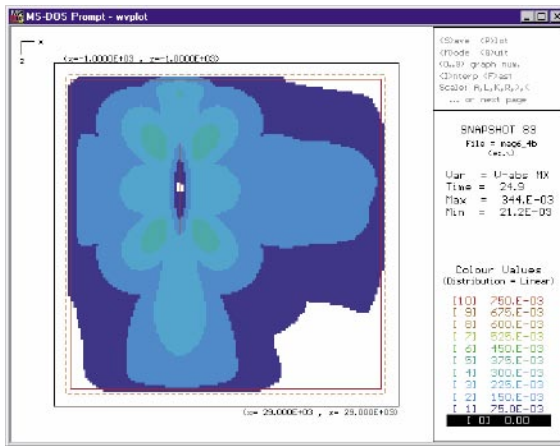 MS-DOS Prompt - wvplot
x
z
(x=-1.0000E+03 , z=-1.0000E+03)
(x= 29.000E+03 , z= 29.000E+03)
(S)ave (P)lot
(M)ode (Q)uit
(0..9) graph num.
(I)nterp (F)ast
Scale: A,L,K,R,>,<
... or next page
SNAPSHOT 83
File = mag6_4b
Var = V-abs MX
Time = 24.9
Max = 344.E-03
Min = 21.2E-03
Colour Values
(Distribution = Linear)
[10] 750.E-03
[ 9] 675.E-03
[ 8] 600.E-03
[ 7] 525.E-03
[ 6] 450.E-03
[ 5] 375.E-03
[ 4] 300.E-03
[ 3] 225.E-03
[ 2] 150.E-03
[ 1] 75.0E-03
[ 0] 0.00